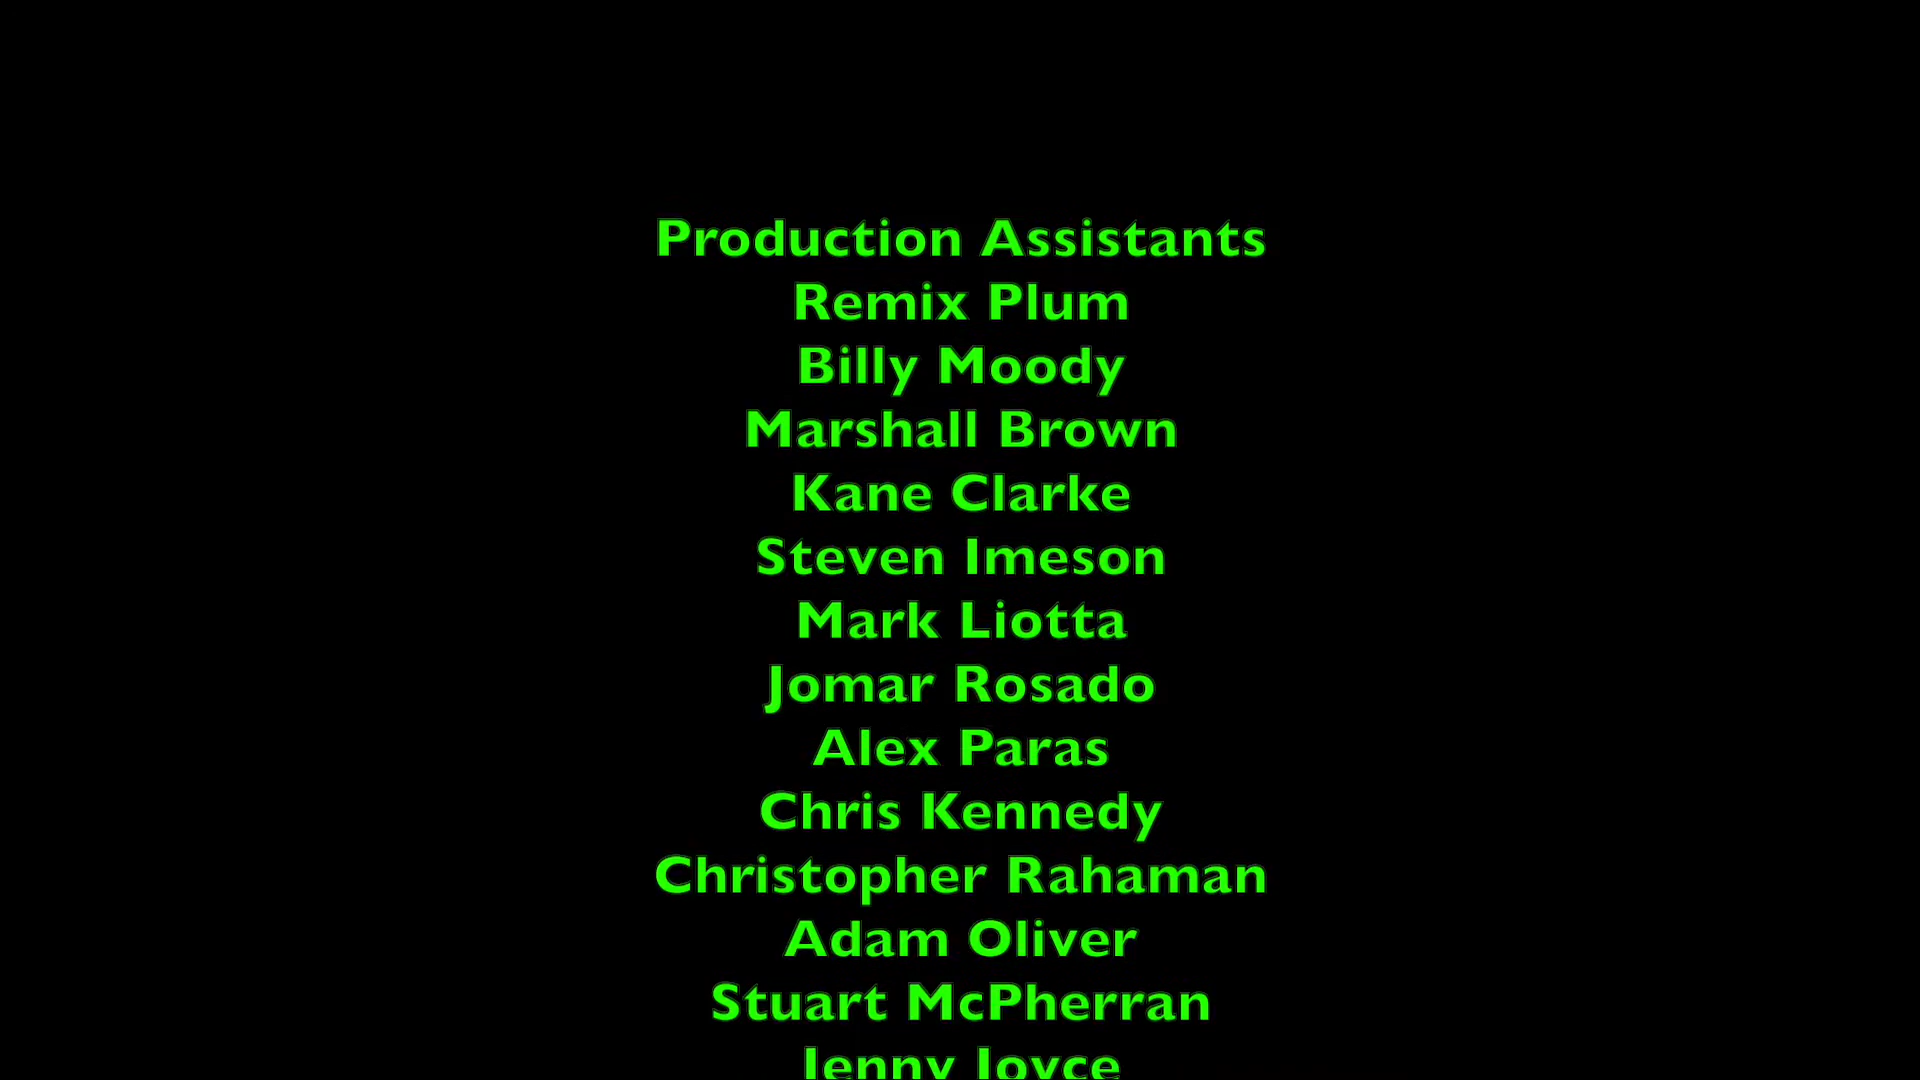 Production Assistants
Remix Plum
Billy Moody
Marshall Brown
Kane Clarke
Steven Imeson
Mark Liotta
Jomar Rosado
Alex Paras
Chris Kennedy
Christopher Rahaman
Adam Oliver
Stuart McPherran
Jenny Joyce